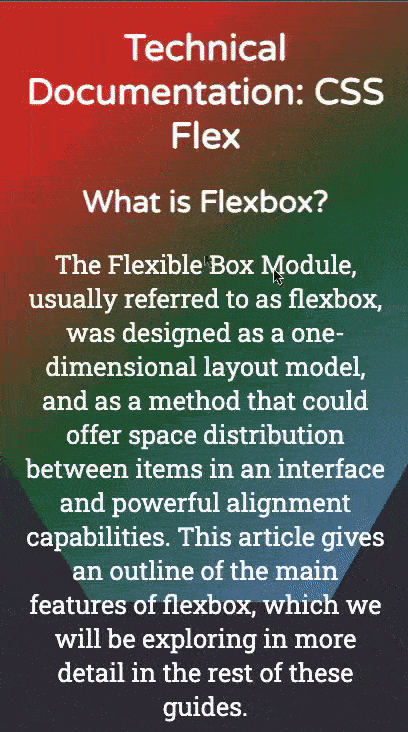 Technical
Documentation: CSS
Flex
What is Flexbox?
The Flexible Box Module,
usually referred to as flexbox,
was designed as a one-
dimensional layout model,
and as a method that could
offer space distribution
between items in an interface
and powerful alignment
capabilities. This article gives
an outline of the main
features of flexbox, which we
will be exploring in more
detail in the rest of these
guides.